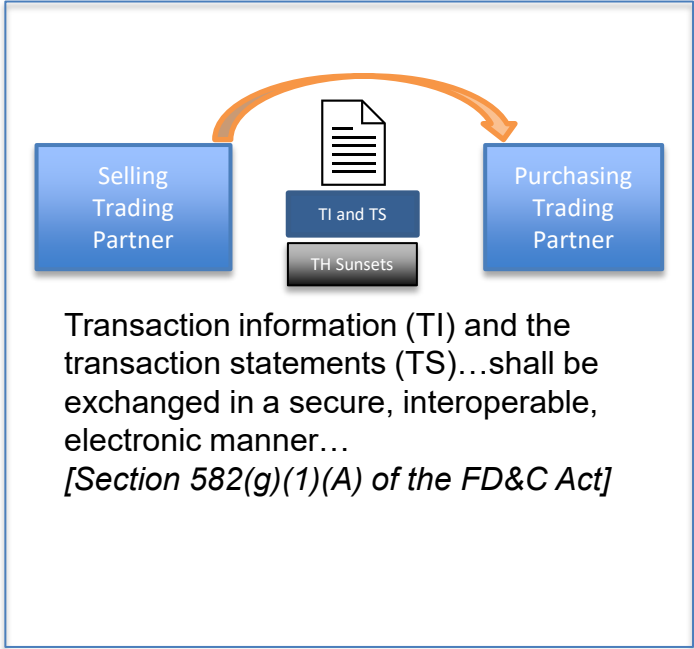 Selling
Trading
Partner
TI and TS
TH Sunsets
Purchasing
Trading
Partner
Transaction information (TI) and the
transaction statements (TS)…shall be
exchanged in a secure, interoperable,
electronic manner…
[Section 582(g)(1)(A) of the FD&C Act]